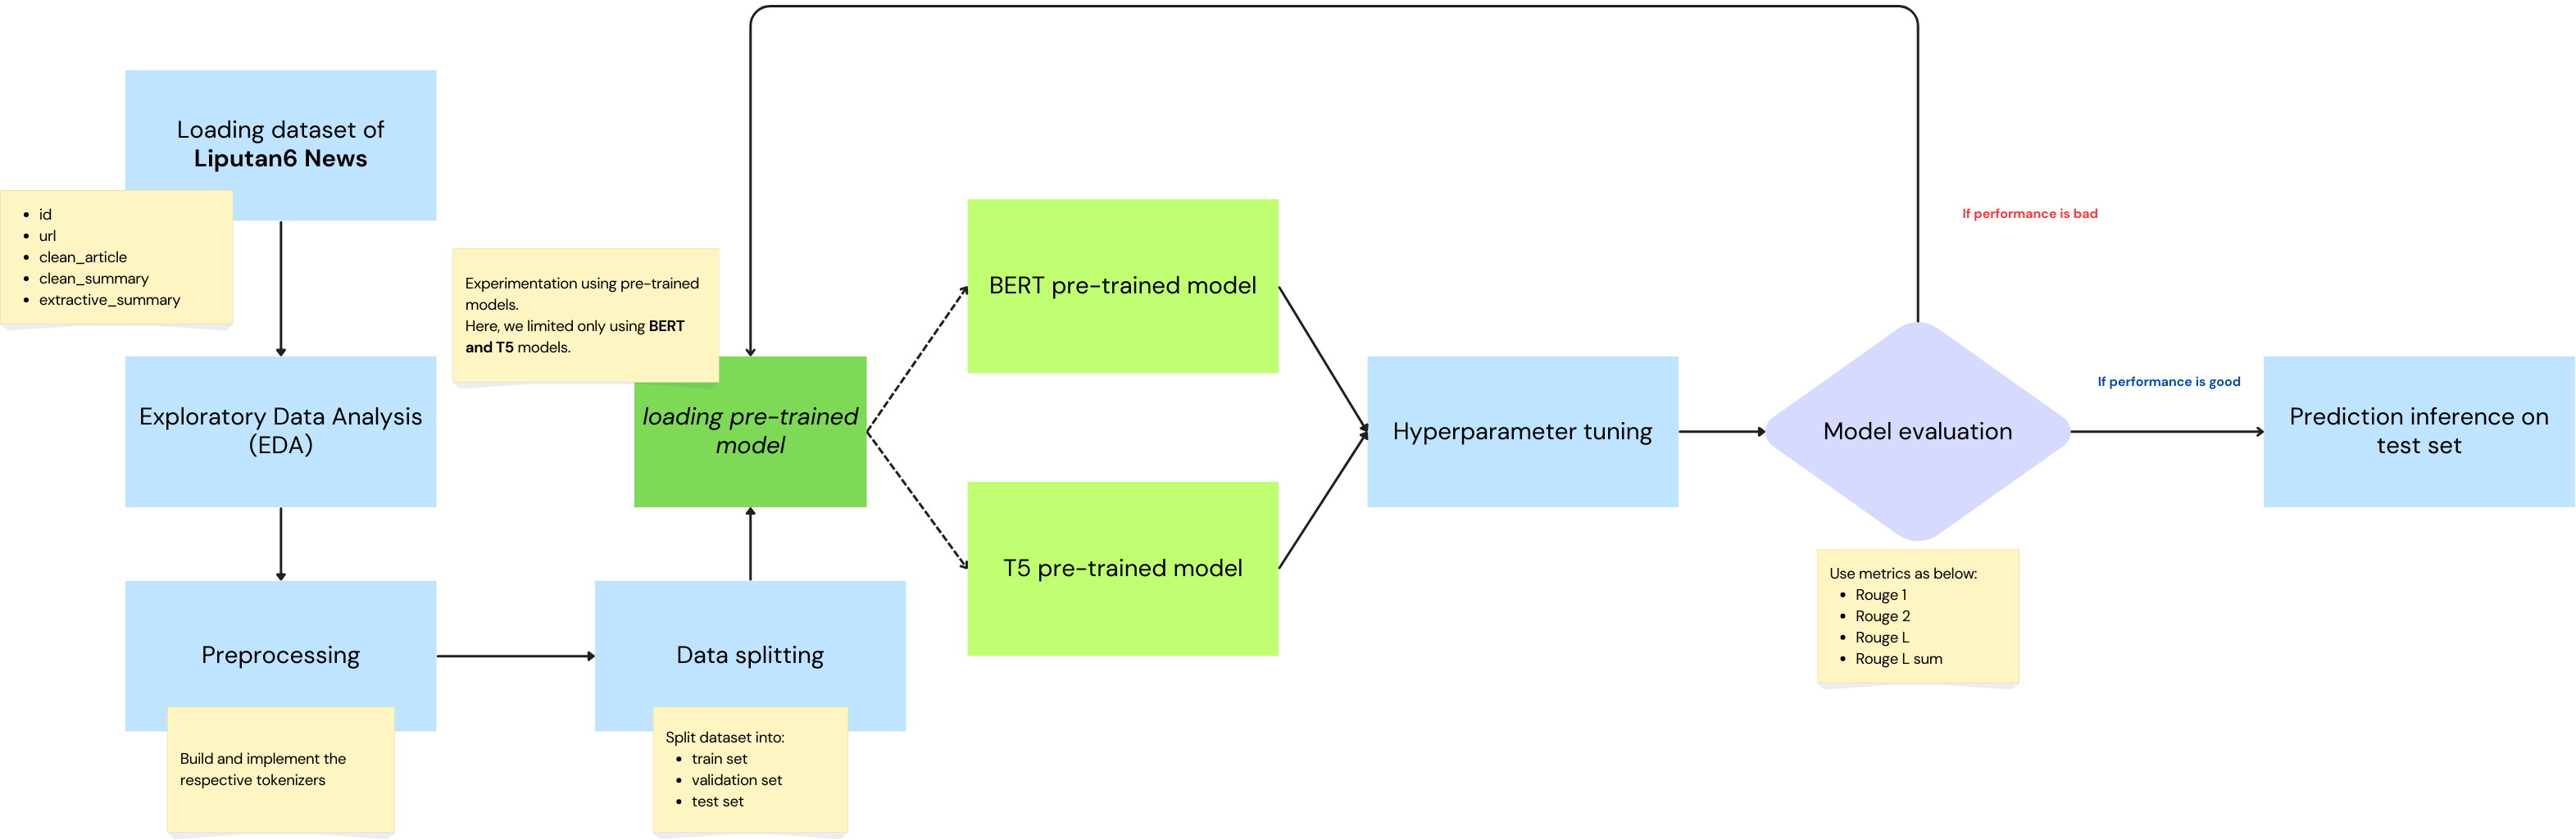 Loading dataset of
Liputan6 News
id
url
clean_article
clean_summary
extractive_summary
Exploratory Data Analysis
(EDA)
Preprocessing
Build and implement the
respective tokenizers
Data splitting
Split dataset into:
train set
validation set
test set
Experimentation using pre-trained
models.
Here, we limited only using BERT
and T5 models.
loading pre-trained
model
BERT pre-trained model
T5 pre-trained model
Hyperparameter tuning
Model evaluation
Use metrics as below:
Rouge 1
Rouge 2
Rouge L
Rouge L sum
If performance is bad
If performance is good
Prediction inference on
test set